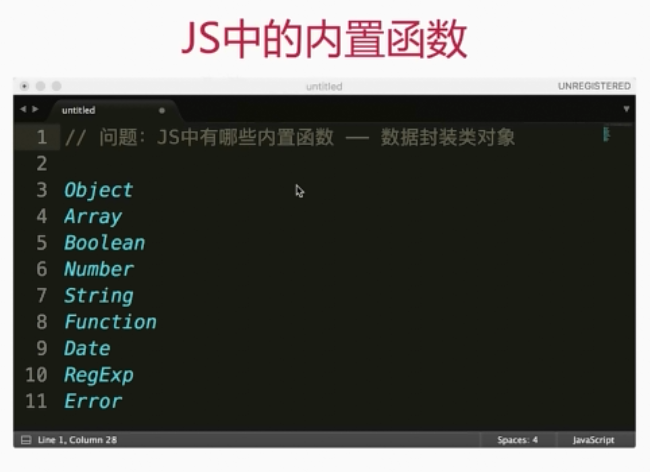 JS中的内置函数
untitled
UNREGISTERED
untitled
1 // 问题：JS中有哪些内置函数 —— 数据封装类对象
2
3 Object
4 Array
5 Boolean
6 Number
7 String
8 Function
9 Date
10 RegExp
11 Error
Line 1, Column 28
Spaces: 4
JavaScript